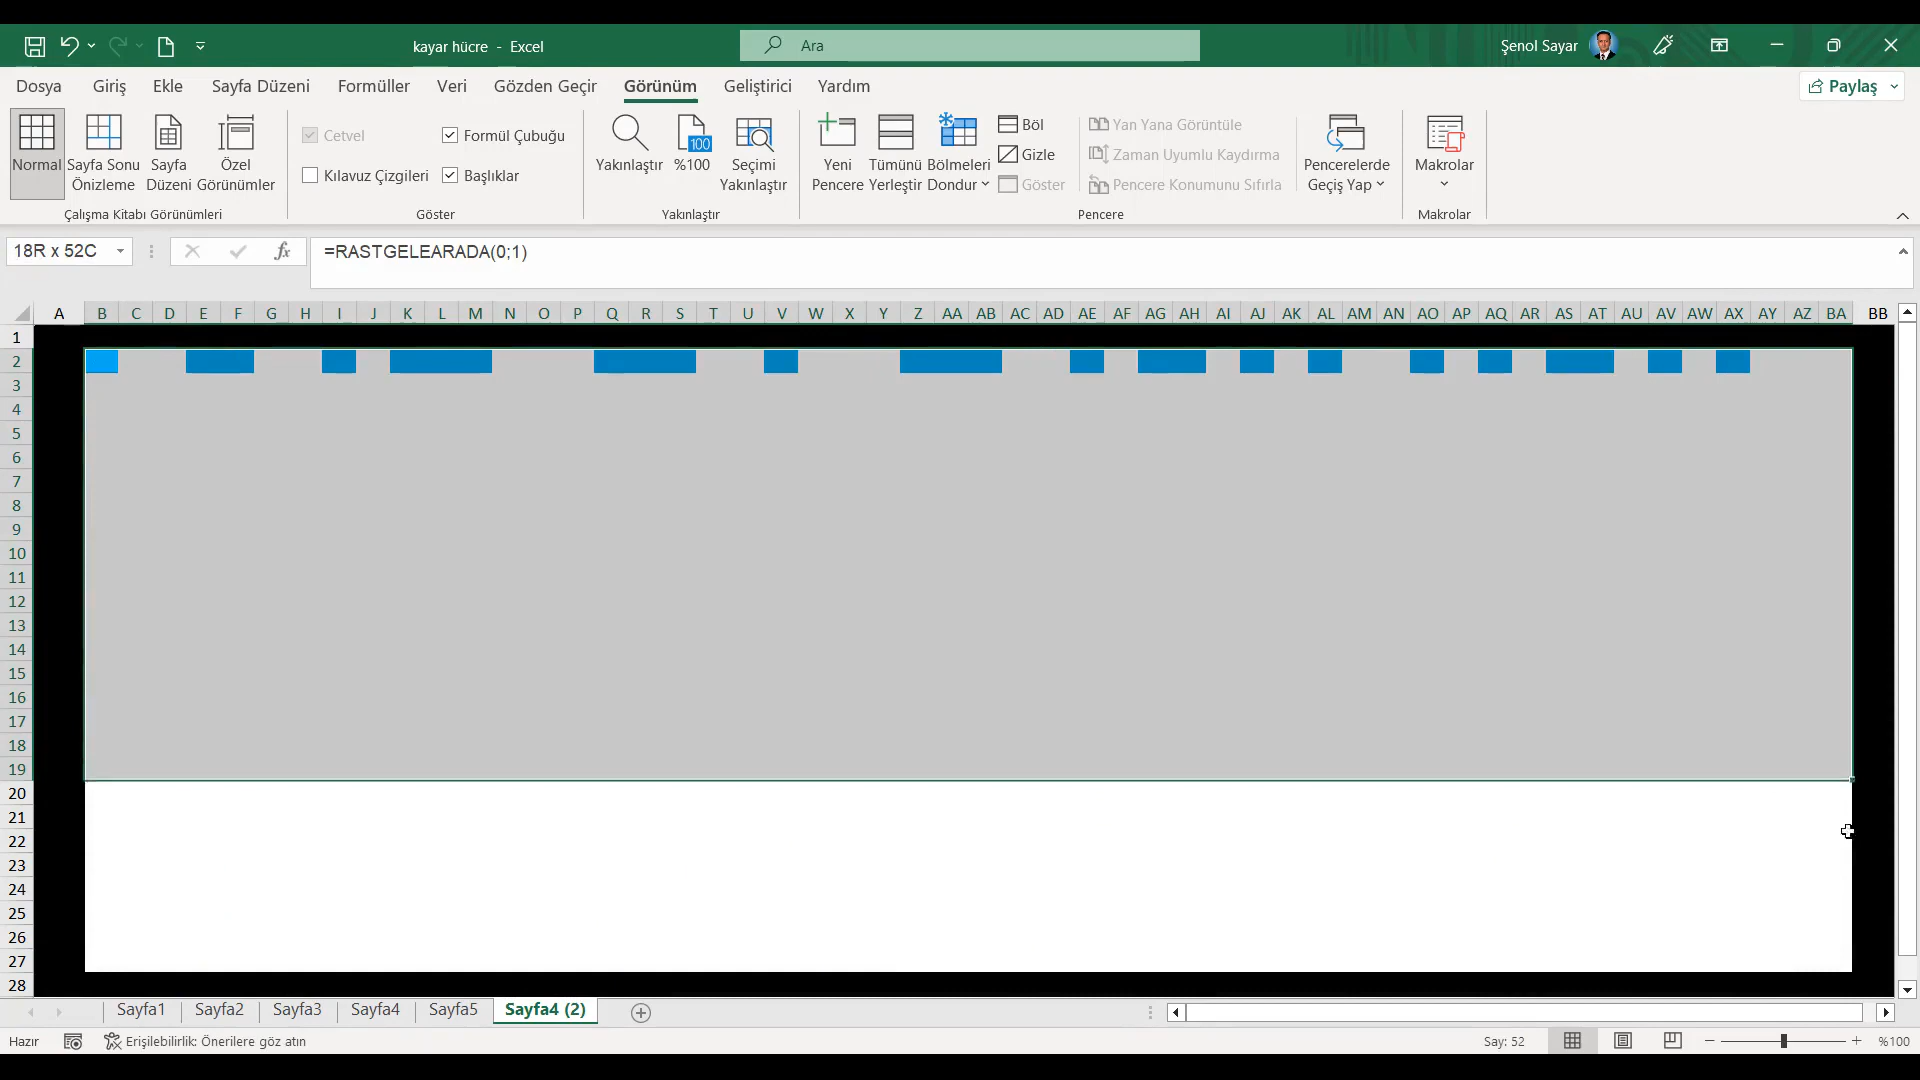 kayar hücre - Excel
Ara
Şenol Sayar
Dosya Giriş Ekle Sayfa Düzeni Formüller Veri Gözden Geçir Görünüm Geliştirici Yardım
Paylaş
Normal
Sayfa Sonu
Önizleme
Sayfa
Düzeni
Özel
Görünümler
Çalışma Kitabı Görünümleri
Cetvel
Formül Çubuğu
Kılavuz Çizgileri
Başlıklar
Göster
Yakınlaştır
100
%100
Seçimi
Yakınlaştır
Yakınlaştır
Yeni
Pencere
Tümünü
Yerleştir
Bölmeleri
Dondur
Böl
Gizle
Göster
Yan Yana Görüntüle
Zaman Uyumlu Kaydırma
Pencere Konumunu Sıfırla
Pencerelerde
Geçiş Yap
Pencere
Makrolar
Makrolar
18R x 52C
fx
=RASTGELEARADA(0;1)
A B C D E F G H I J K L M N O P Q R S T U V W X Y Z AA AB AC AD AE AF AG AH AI AJ AK AL AM AN AO AP AQ AR AS AT AU AV AW AX AY AZ BA BB
1
2
3
4
5
6
7
8
9
10
11
12
13
14
15
16
17
18
19
20
21
22
23
24
25
26
27
28
Sayfa1 Sayfa2 Sayfa3 Sayfa4 Sayfa5 Sayfa4 (2)
Hazır
Erişilebilirlik: Önerilere göz atın
Say: 52
%100